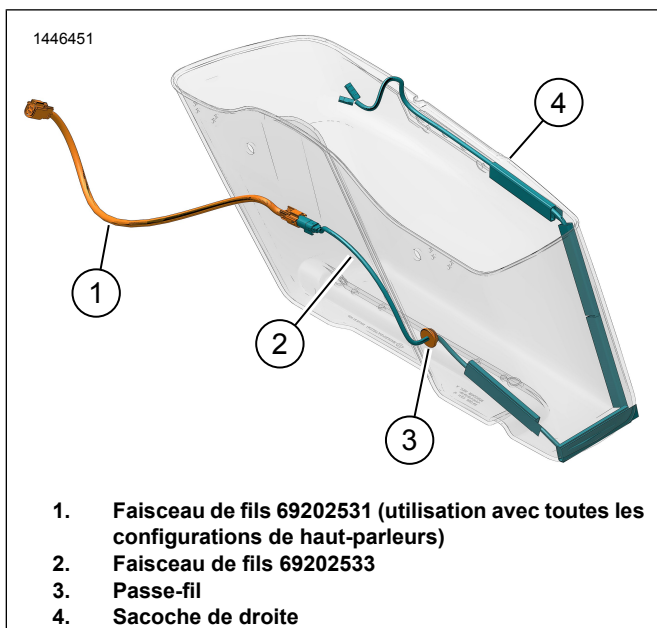 1446451
4
1
2
3
1. Faisceau de fils 69202531 (utilisation avec toutes les
configurations de haut-parleurs)
2. Faisceau de fils 69202533
3. Passe-fil
4. Sacoche de droite